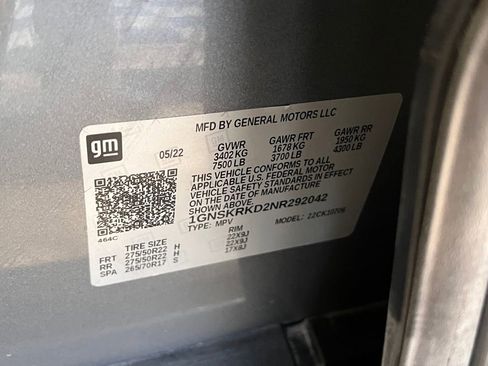 MFD BY GENERAL MOTORS LLC
gm
05/22 GVWR GAWR FRT GAWR RR
3402 KG 1678 KG 1950 KG
7500 LB 3700 LB 4300 LB
THIS VEHICLE CONFORMS TO ALL
APPLICABLE U.S. FEDERAL MOTOR
VEHICLE SAFETY STANDARDS IN EFFECT
ON THE DATE OF MANUFACTURE
SHOWN ABOVE.
1GNSKRKD2NR292042
464C TYPE: MPV MODEL: 22CK10706
TIRE SIZE RIM
FRT 275/50R22 H 22X9J
RR 275/50R22 H 22X9J
SPA 265/70R17 S 17X8J